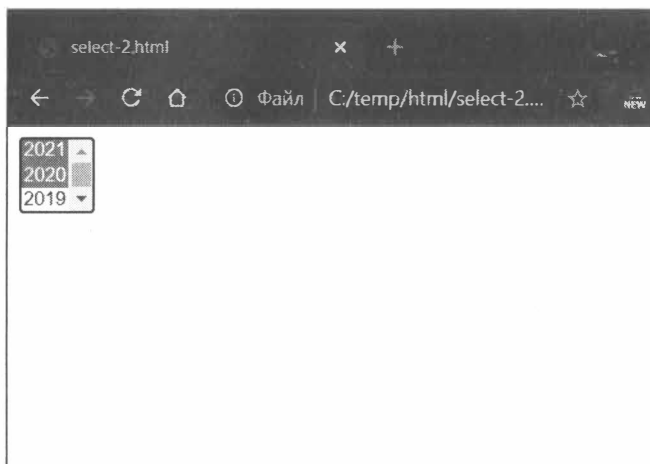 select-2.html
Файл C:/temp/html/select-2....
NEW
2021
2020
2019